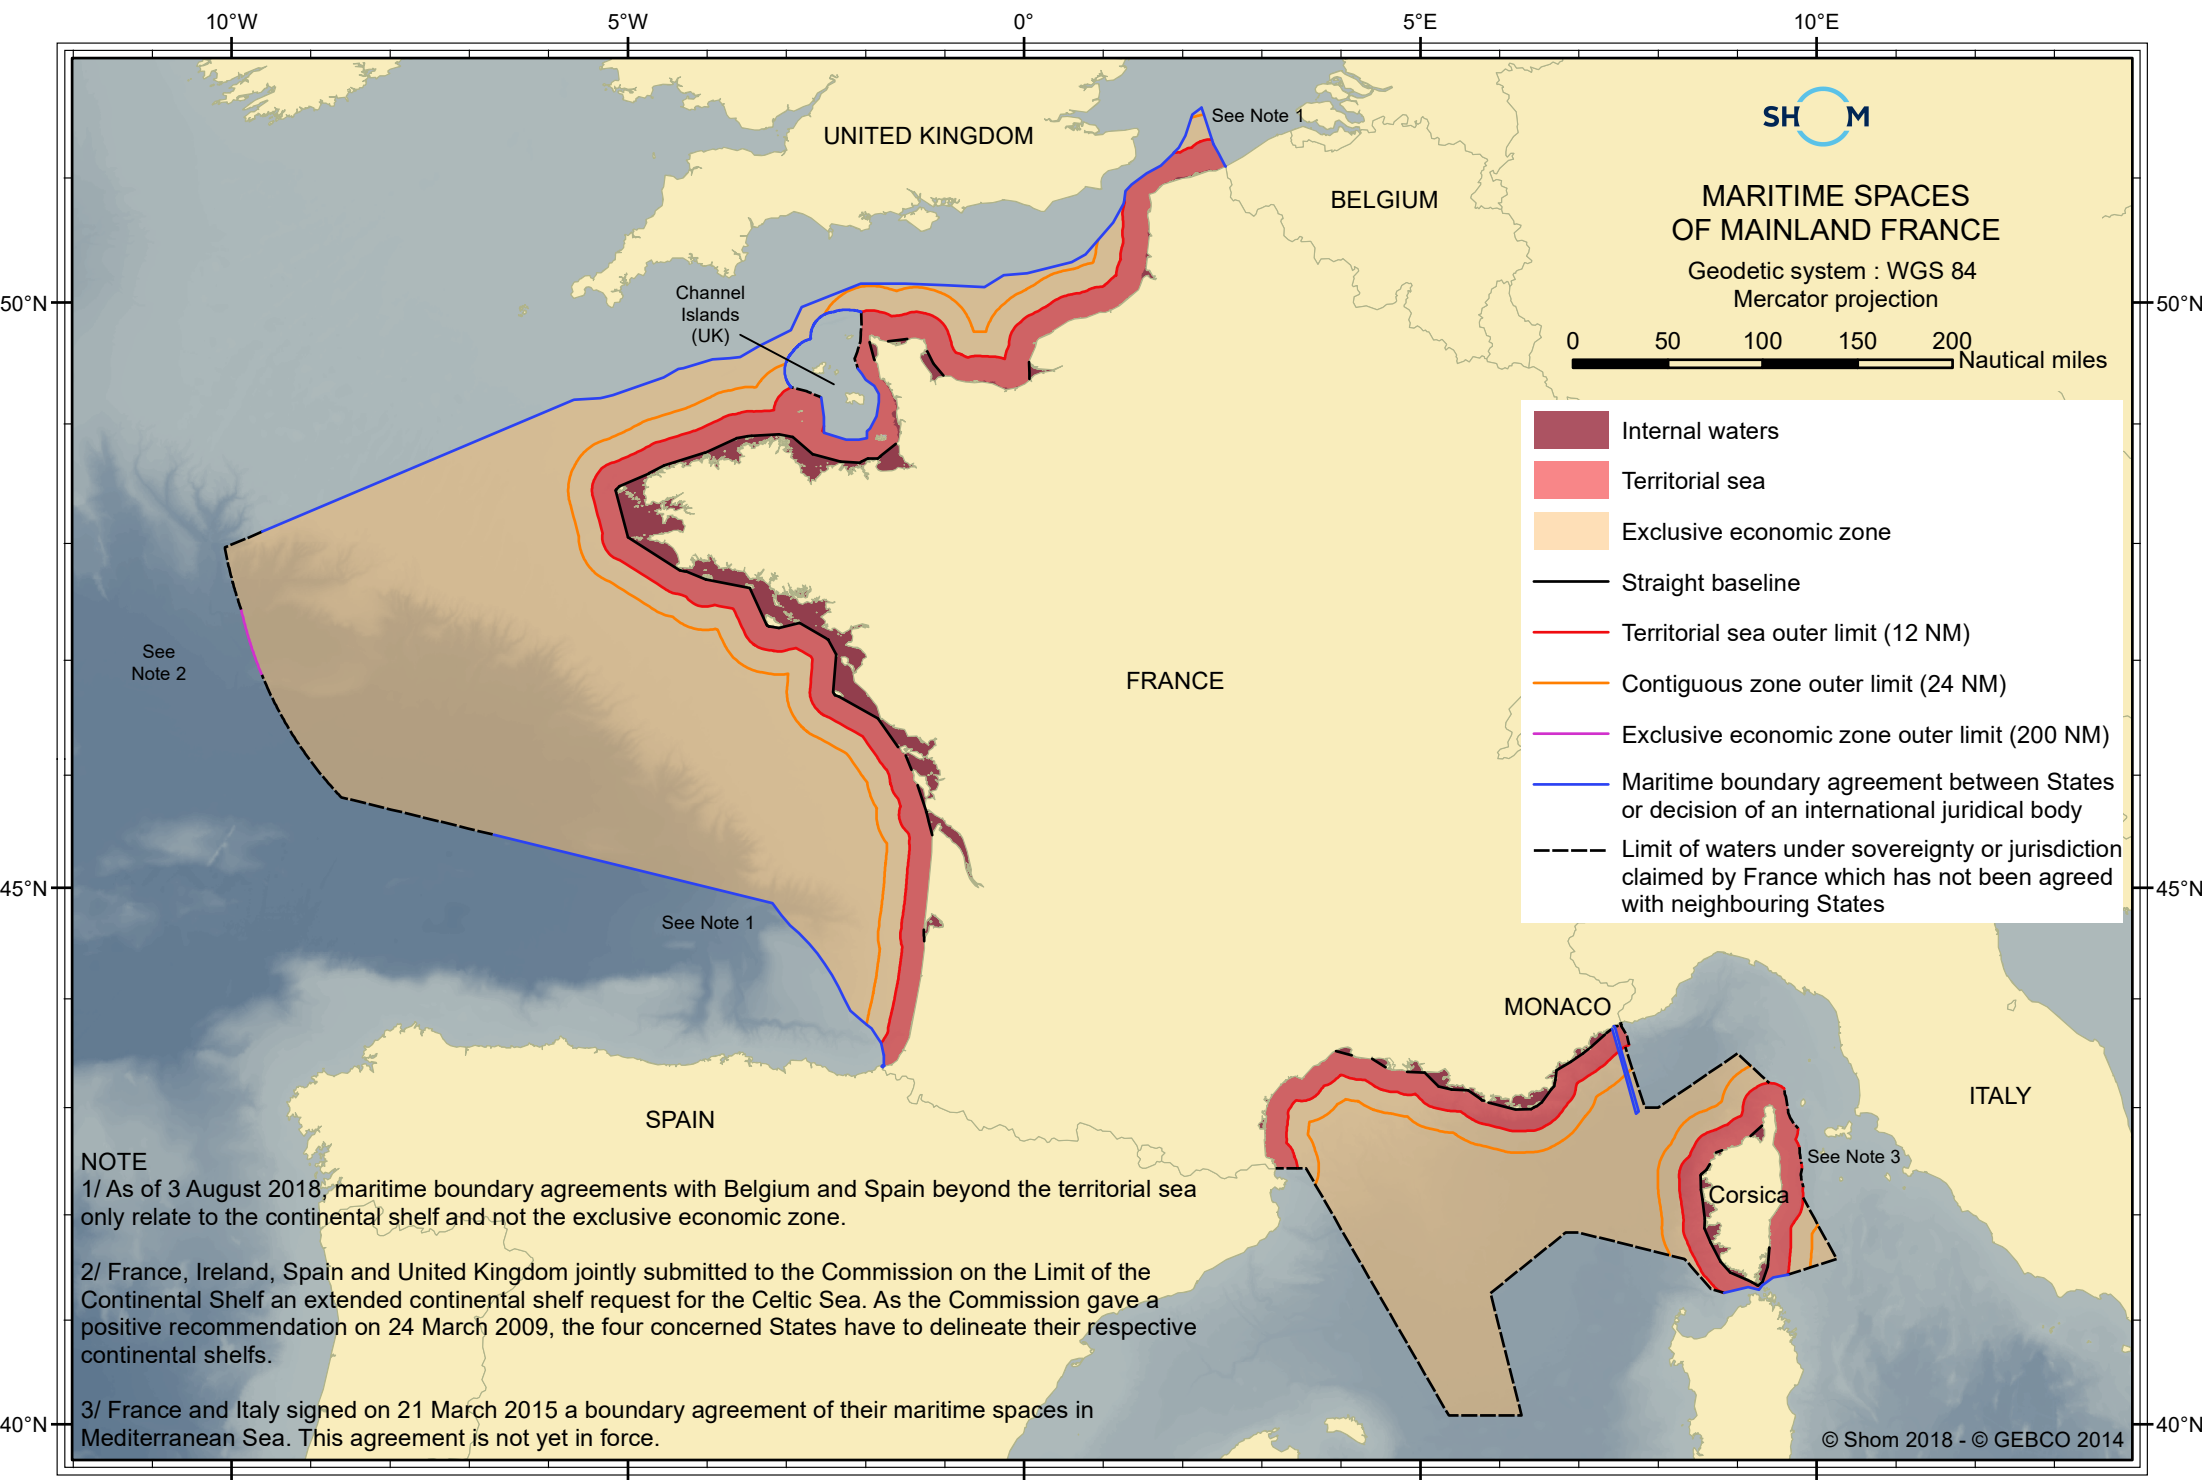 10°W
5°W
0°
5°E
10°E
See Note 1
SH M
UNITED KINGDOM
BELGIUM
MARITIME SPACES
OF MAINLAND FRANCE
Geodetic system : WGS 84
Mercator projection
50°N
50°N
Channel
Islands
(UK)
0 50 100 150 200
Nautical miles
Internal waters
Territorial sea
Exclusive economic zone
Straight baseline
Territorial sea outer limit (12 NM)
Contiguous zone outer limit (24 NM)
Exclusive economic zone outer limit (200 NM)
Maritime boundary agreement between States
or decision of an international juridical body
Limit of waters under sovereignty or jurisdiction
claimed by France which has not been agreed
with neighbouring States
See
Note 2
FRANCE
45°N
45°N
See Note 1
MONACO
ITALY
SPAIN
See Note 3
Corsica
NOTE
1/ As of 3 August 2018, maritime boundary agreements with Belgium and Spain beyond the territorial sea
only relate to the continental shelf and not the exclusive economic zone.
2/ France, Ireland, Spain and United Kingdom jointly submitted to the Commission on the Limit of the
Continental Shelf an extended continental shelf request for the Celtic Sea. As the Commission gave a
positive recommendation on 24 March 2009, the four concerned States have to delineate their respective
continental shelfs.
3/ France and Italy signed on 21 March 2015 a boundary agreement of their maritime spaces in
Mediterranean Sea. This agreement is not yet in force.
40°N
40°N
© Shom 2018 - © GEBCO 2014